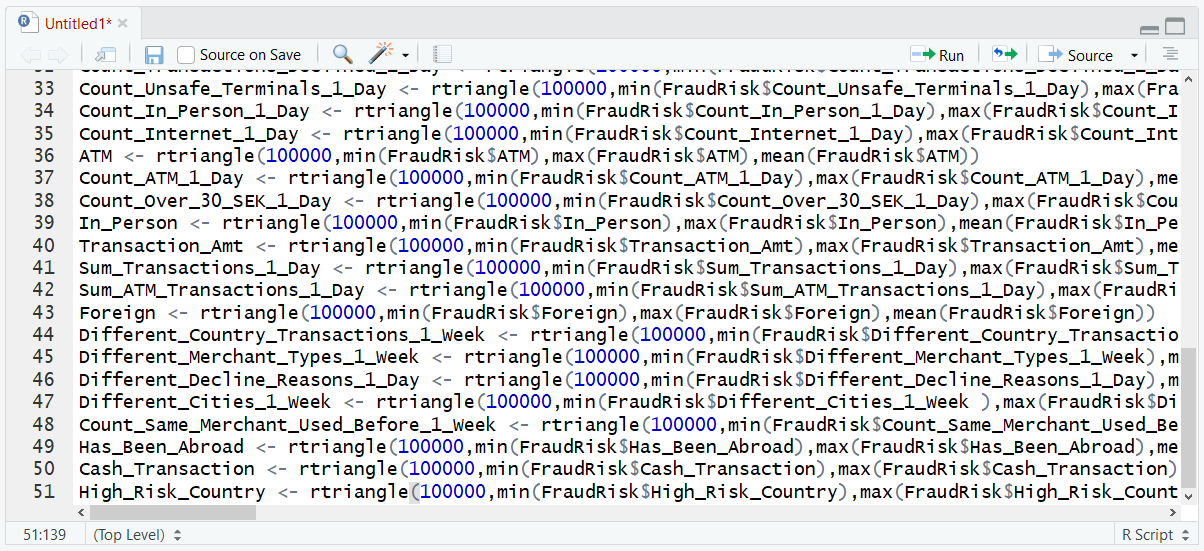 Untitled1*
Source on Save Run Source
33 Count_Unsafe_Terminals_1_Day <- rtriangle(100000,min(FraudRisk$Count_Unsafe_Terminals_1_Day),max(Fra
34 Count_In_Person_1_Day <- rtriangle(100000,min(FraudRisk$Count_In_Person_1_Day),max(FraudRisk$Count_I
35 Count_Internet_1_Day <- rtriangle(100000,min(FraudRisk$Count_Internet_1_Day),max(FraudRisk$Count_Int
36 ATM <- rtriangle(100000,min(FraudRisk$ATM),max(FraudRisk$ATM),mean(FraudRisk$ATM))
37 Count_ATM_1_Day <- rtriangle(100000,min(FraudRisk$Count_ATM_1_Day),max(FraudRisk$Count_ATM_1_Day),me
38 Count_Over_30_SEK_1_Day <- rtriangle(100000,min(FraudRisk$Count_Over_30_SEK_1_Day),max(FraudRisk$Cou
39 In_Person <- rtriangle(100000,min(FraudRisk$In_Person),max(FraudRisk$In_Person),mean(FraudRisk$In_Pe
40 Transaction_Amt <- rtriangle(100000,min(FraudRisk$Transaction_Amt),max(FraudRisk$Transaction_Amt),me
41 Sum_Transactions_1_Day <- rtriangle(100000,min(FraudRisk$Sum_Transactions_1_Day),max(FraudRisk$Sum_T
42 Sum_ATM_Transactions_1_Day <- rtriangle(100000,min(FraudRisk$Sum_ATM_Transactions_1_Day),max(FraudRi
43 Foreign <- rtriangle(100000,min(FraudRisk$Foreign),max(FraudRisk$Foreign),mean(FraudRisk$Foreign))
44 Different_Country_Transactions_1_Week <- rtriangle(100000,min(FraudRisk$Different_Country_Transactio
45 Different_Merchant_Types_1_Week <- rtriangle(100000,min(FraudRisk$Different_Merchant_Types_1_Week),m
46 Different_Decline_Reasons_1_Day <- rtriangle(100000,min(FraudRisk$Different_Decline_Reasons_1_Day),m
47 Different_Cities_1_Week <- rtriangle(100000,min(FraudRisk$Different_Cities_1_Week ),max(FraudRisk$Di
48 Count_Same_Merchant_Used_Before_1_Week <- rtriangle(100000,min(FraudRisk$Count_Same_Merchant_Used_Be
49 Has_Been_Abroad <- rtriangle(100000,min(FraudRisk$Has_Been_Abroad),max(FraudRisk$Has_Been_Abroad),me
50 Cash_Transaction <- rtriangle(100000,min(FraudRisk$Cash_Transaction),max(FraudRisk$Cash_Transaction)
51 High_Risk_Country <- rtriangle(100000,min(FraudRisk$High_Risk_Country),max(FraudRisk$High_Risk_Count
51:139 (Top Level) R Script